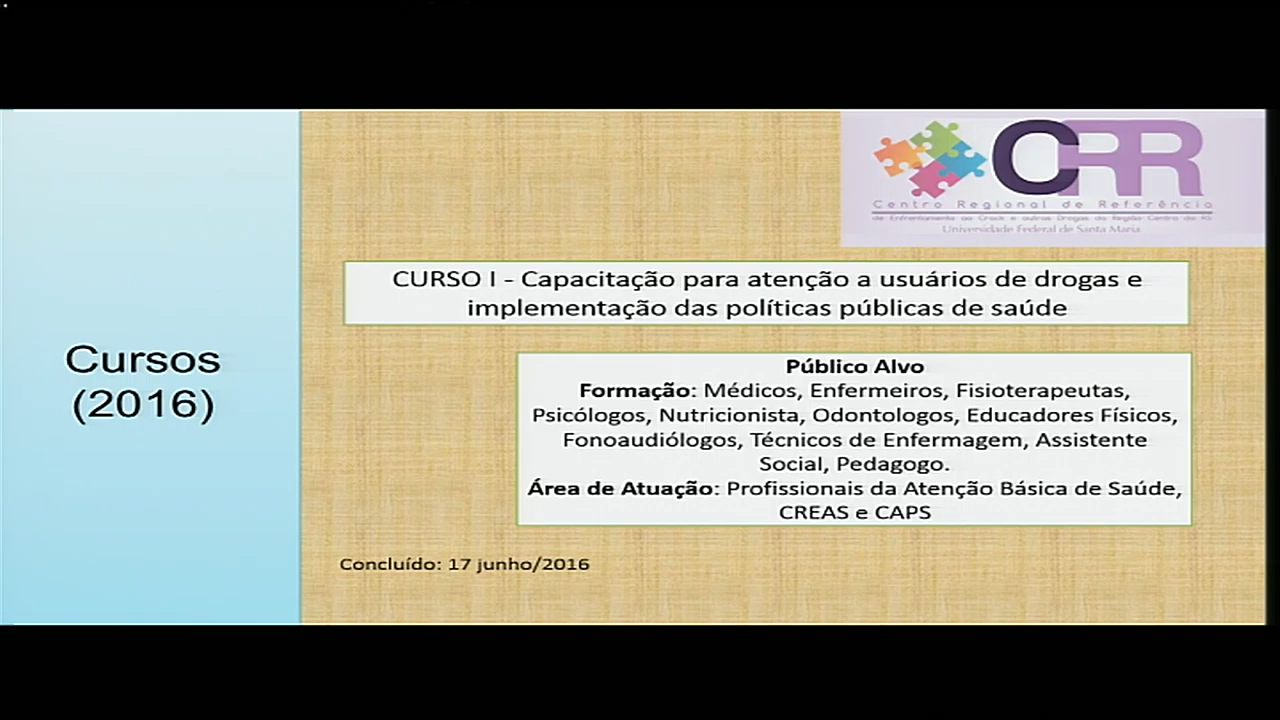 CRR
Centro Regional de Referência
de Enfrentamento ao Crack e outras Drogas da Região Centro do RS
Universidade Federal de Santa Maria
CURSO I - Capacitação para atenção a usuários de drogas e
implementação das políticas públicas de saúde
Cursos
(2016)
Público Alvo
Formação: Médicos, Enfermeiros, Fisioterapeutas,
Psicólogos, Nutricionista, Odontologos, Educadores Físicos,
Fonoaudiólogos, Técnicos de Enfermagem, Assistente
Social, Pedagogo.
Área de Atuação: Profissionais da Atenção Básica de Saúde,
CREAS e CAPS
Concluído: 17 junho/2016